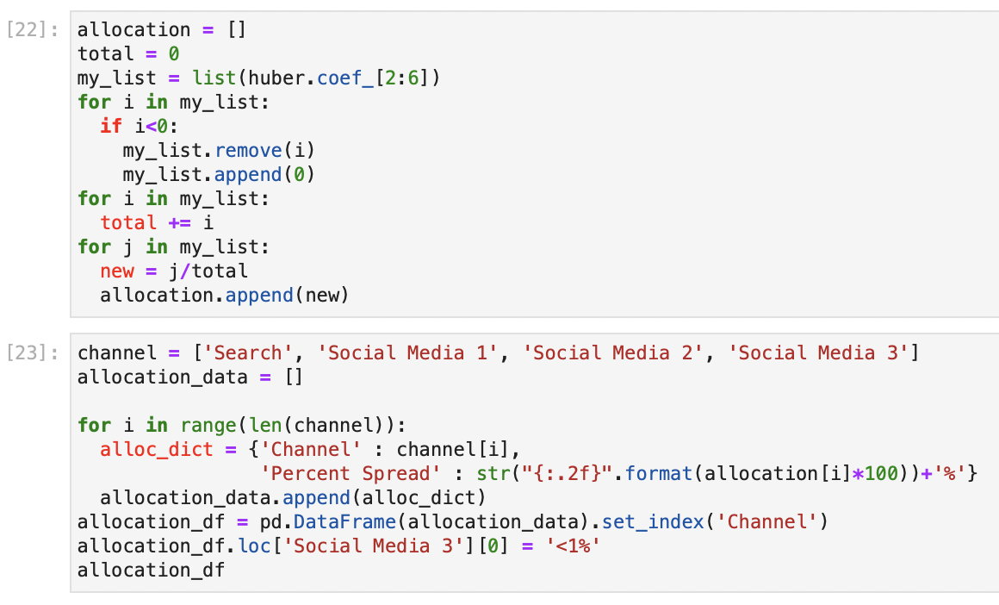 [22]: allocation = []
total = 0
my_list = list(huber.coef_[2:6])
for i in my_list:
  if i<0:
    my_list.remove(i)
    my_list.append(0)
for i in my_list:
  total += i
for j in my_list:
  new = j/total
  allocation.append(new)
[23]: channel = ['Search', 'Social Media 1', 'Social Media 2', 'Social Media 3']
allocation_data = []

for i in range(len(channel)):
  alloc_dict = {'Channel' : channel[i],
                'Percent Spread' : str("{:.2f}".format(allocation[i]*100))+'%'}
  allocation_data.append(alloc_dict)
allocation_df = pd.DataFrame(allocation_data).set_index('Channel')
allocation_df.loc['Social Media 3'][0] = '<1%'
allocation_df